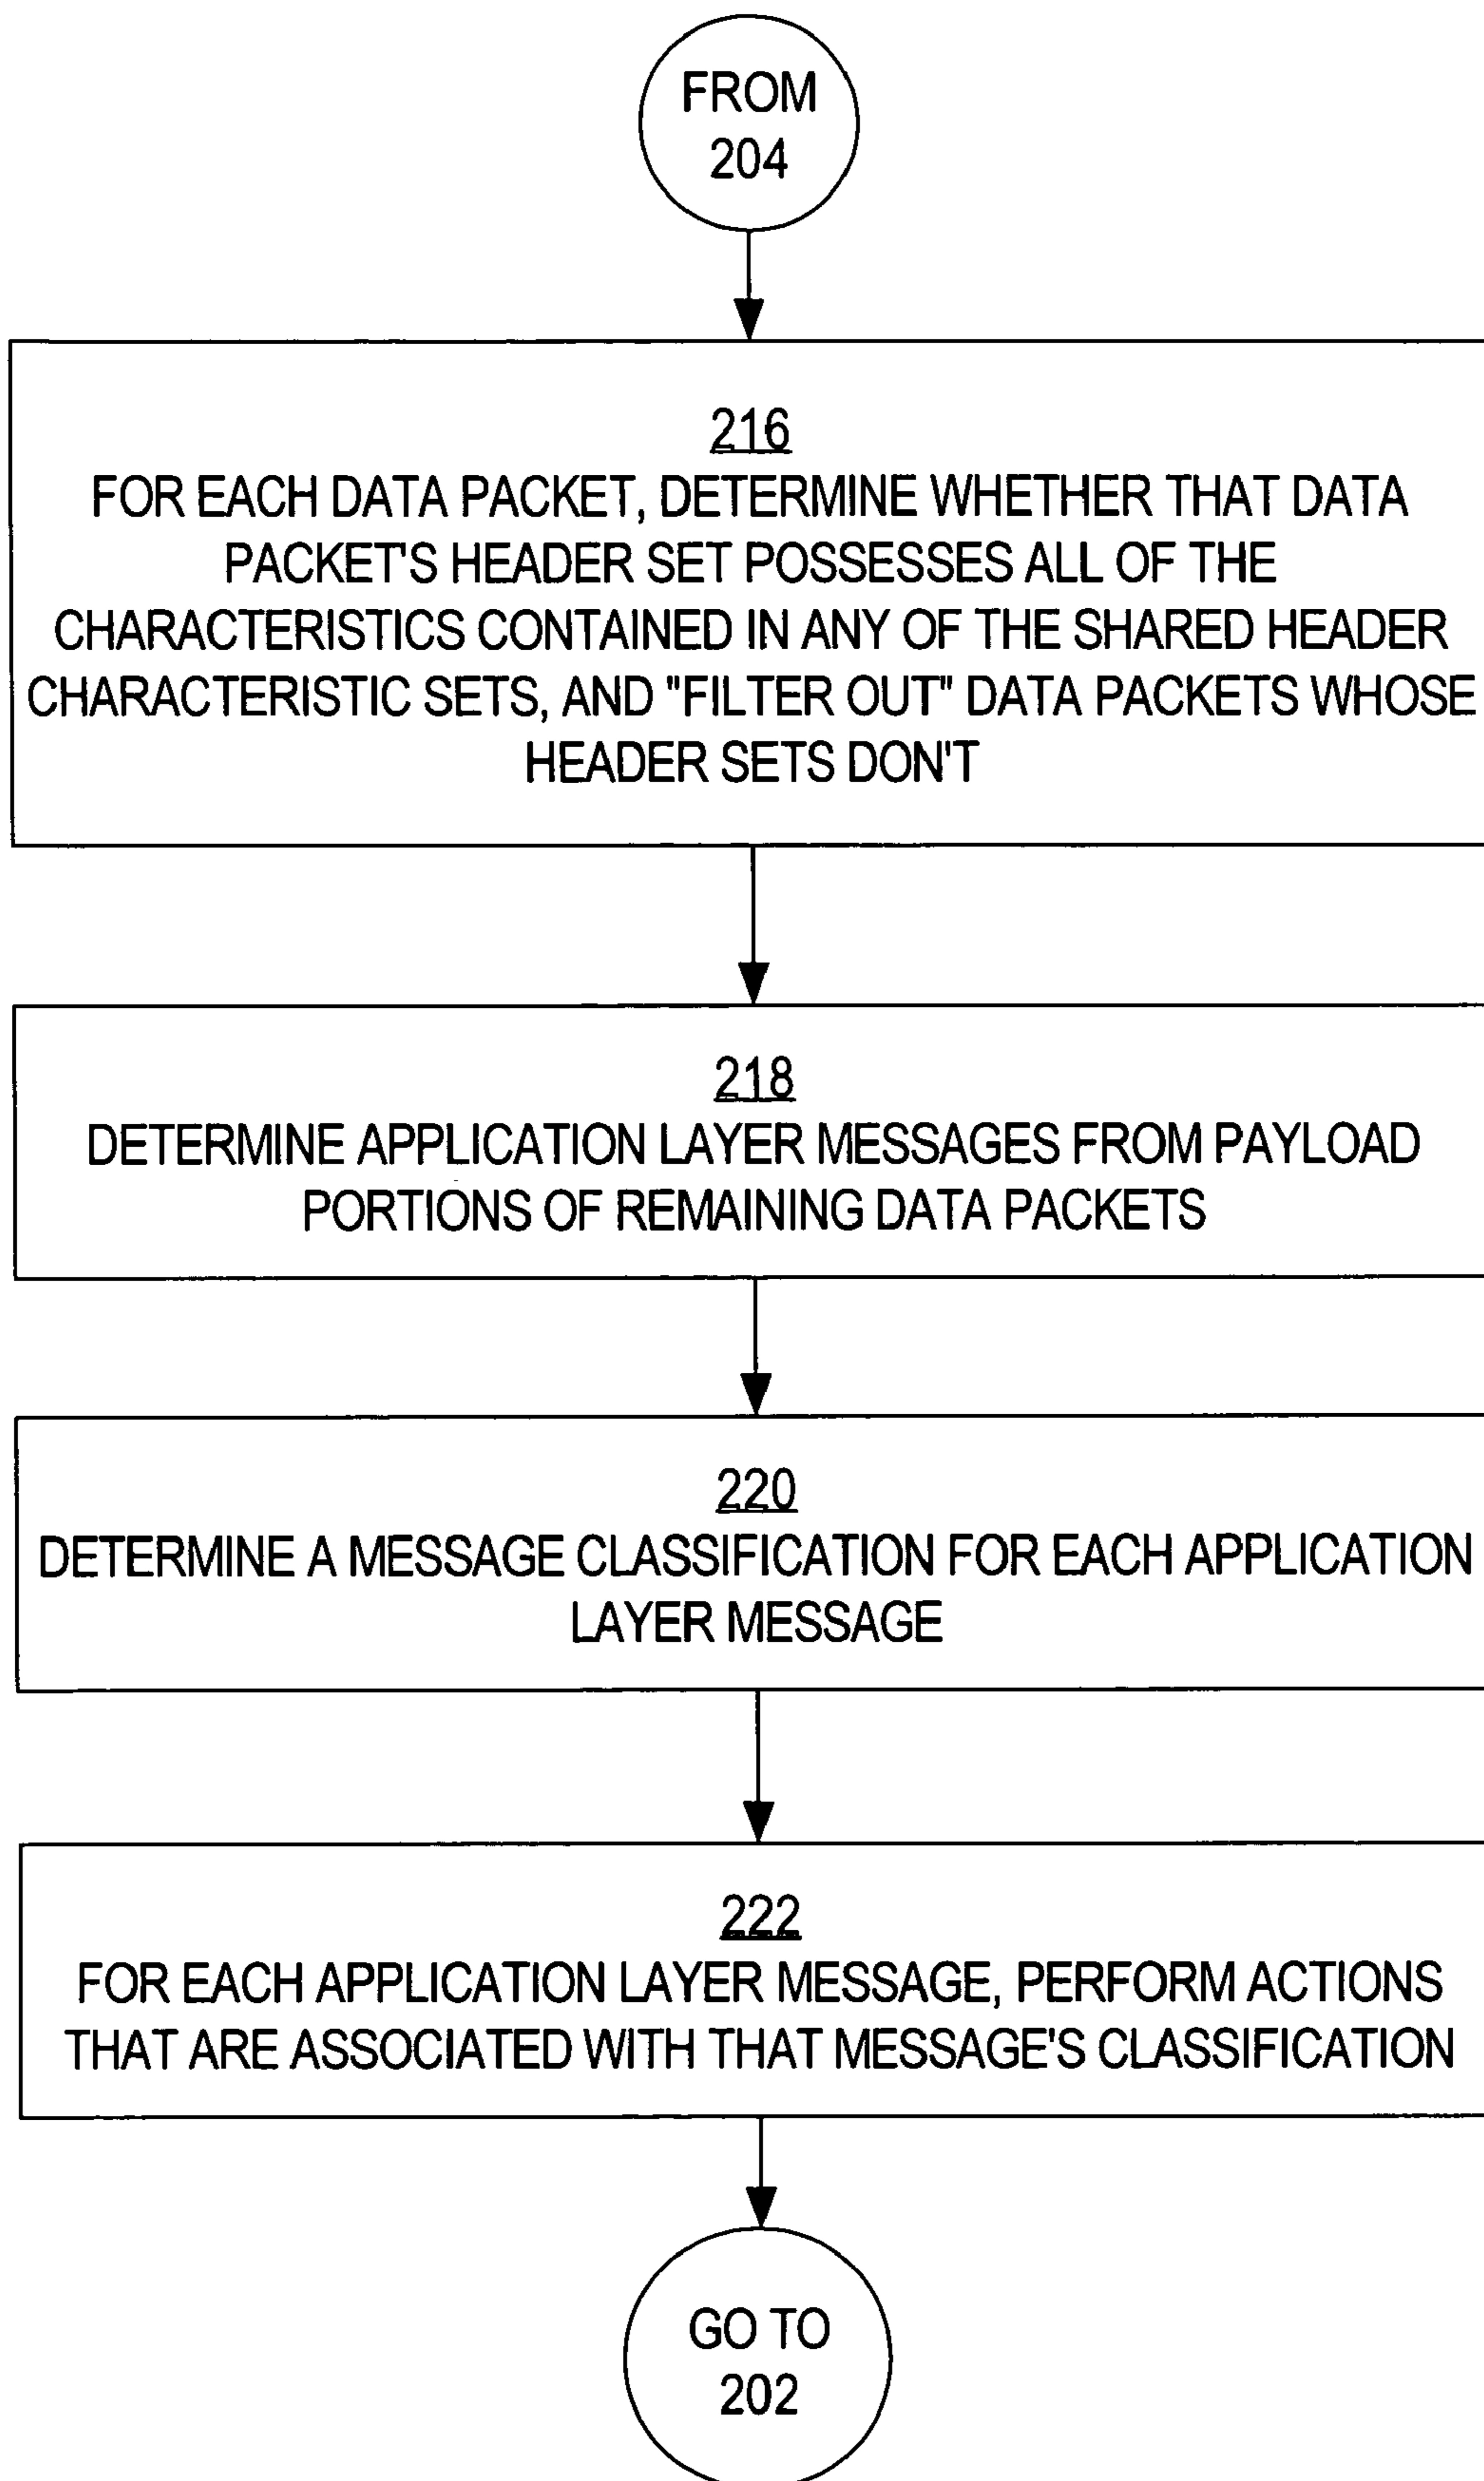 FROM
204
216
FOR EACH DATA PACKET, DETERMINE WHETHER THAT DATA
PACKET'S HEADER SET POSSESSES ALL OF THE
CHARACTERISTICS CONTAINED IN ANY OF THE SHARED HEADER
CHARACTERISTIC SETS, AND "FILTER OUT" DATA PACKETS WHOSE
HEADER SETS DON'T
218
DETERMINE APPLICATION LAYER MESSAGES FROM PAYLOAD
PORTIONS OF REMAINING DATA PACKETS
220
DETERMINE A MESSAGE CLASSIFICATION FOR EACH APPLICATION
LAYER MESSAGE
222
FOR EACH APPLICATION LAYER MESSAGE, PERFORM ACTIONS
THAT ARE ASSOCIATED WITH THAT MESSAGE'S CLASSIFICATION
GO TO
202